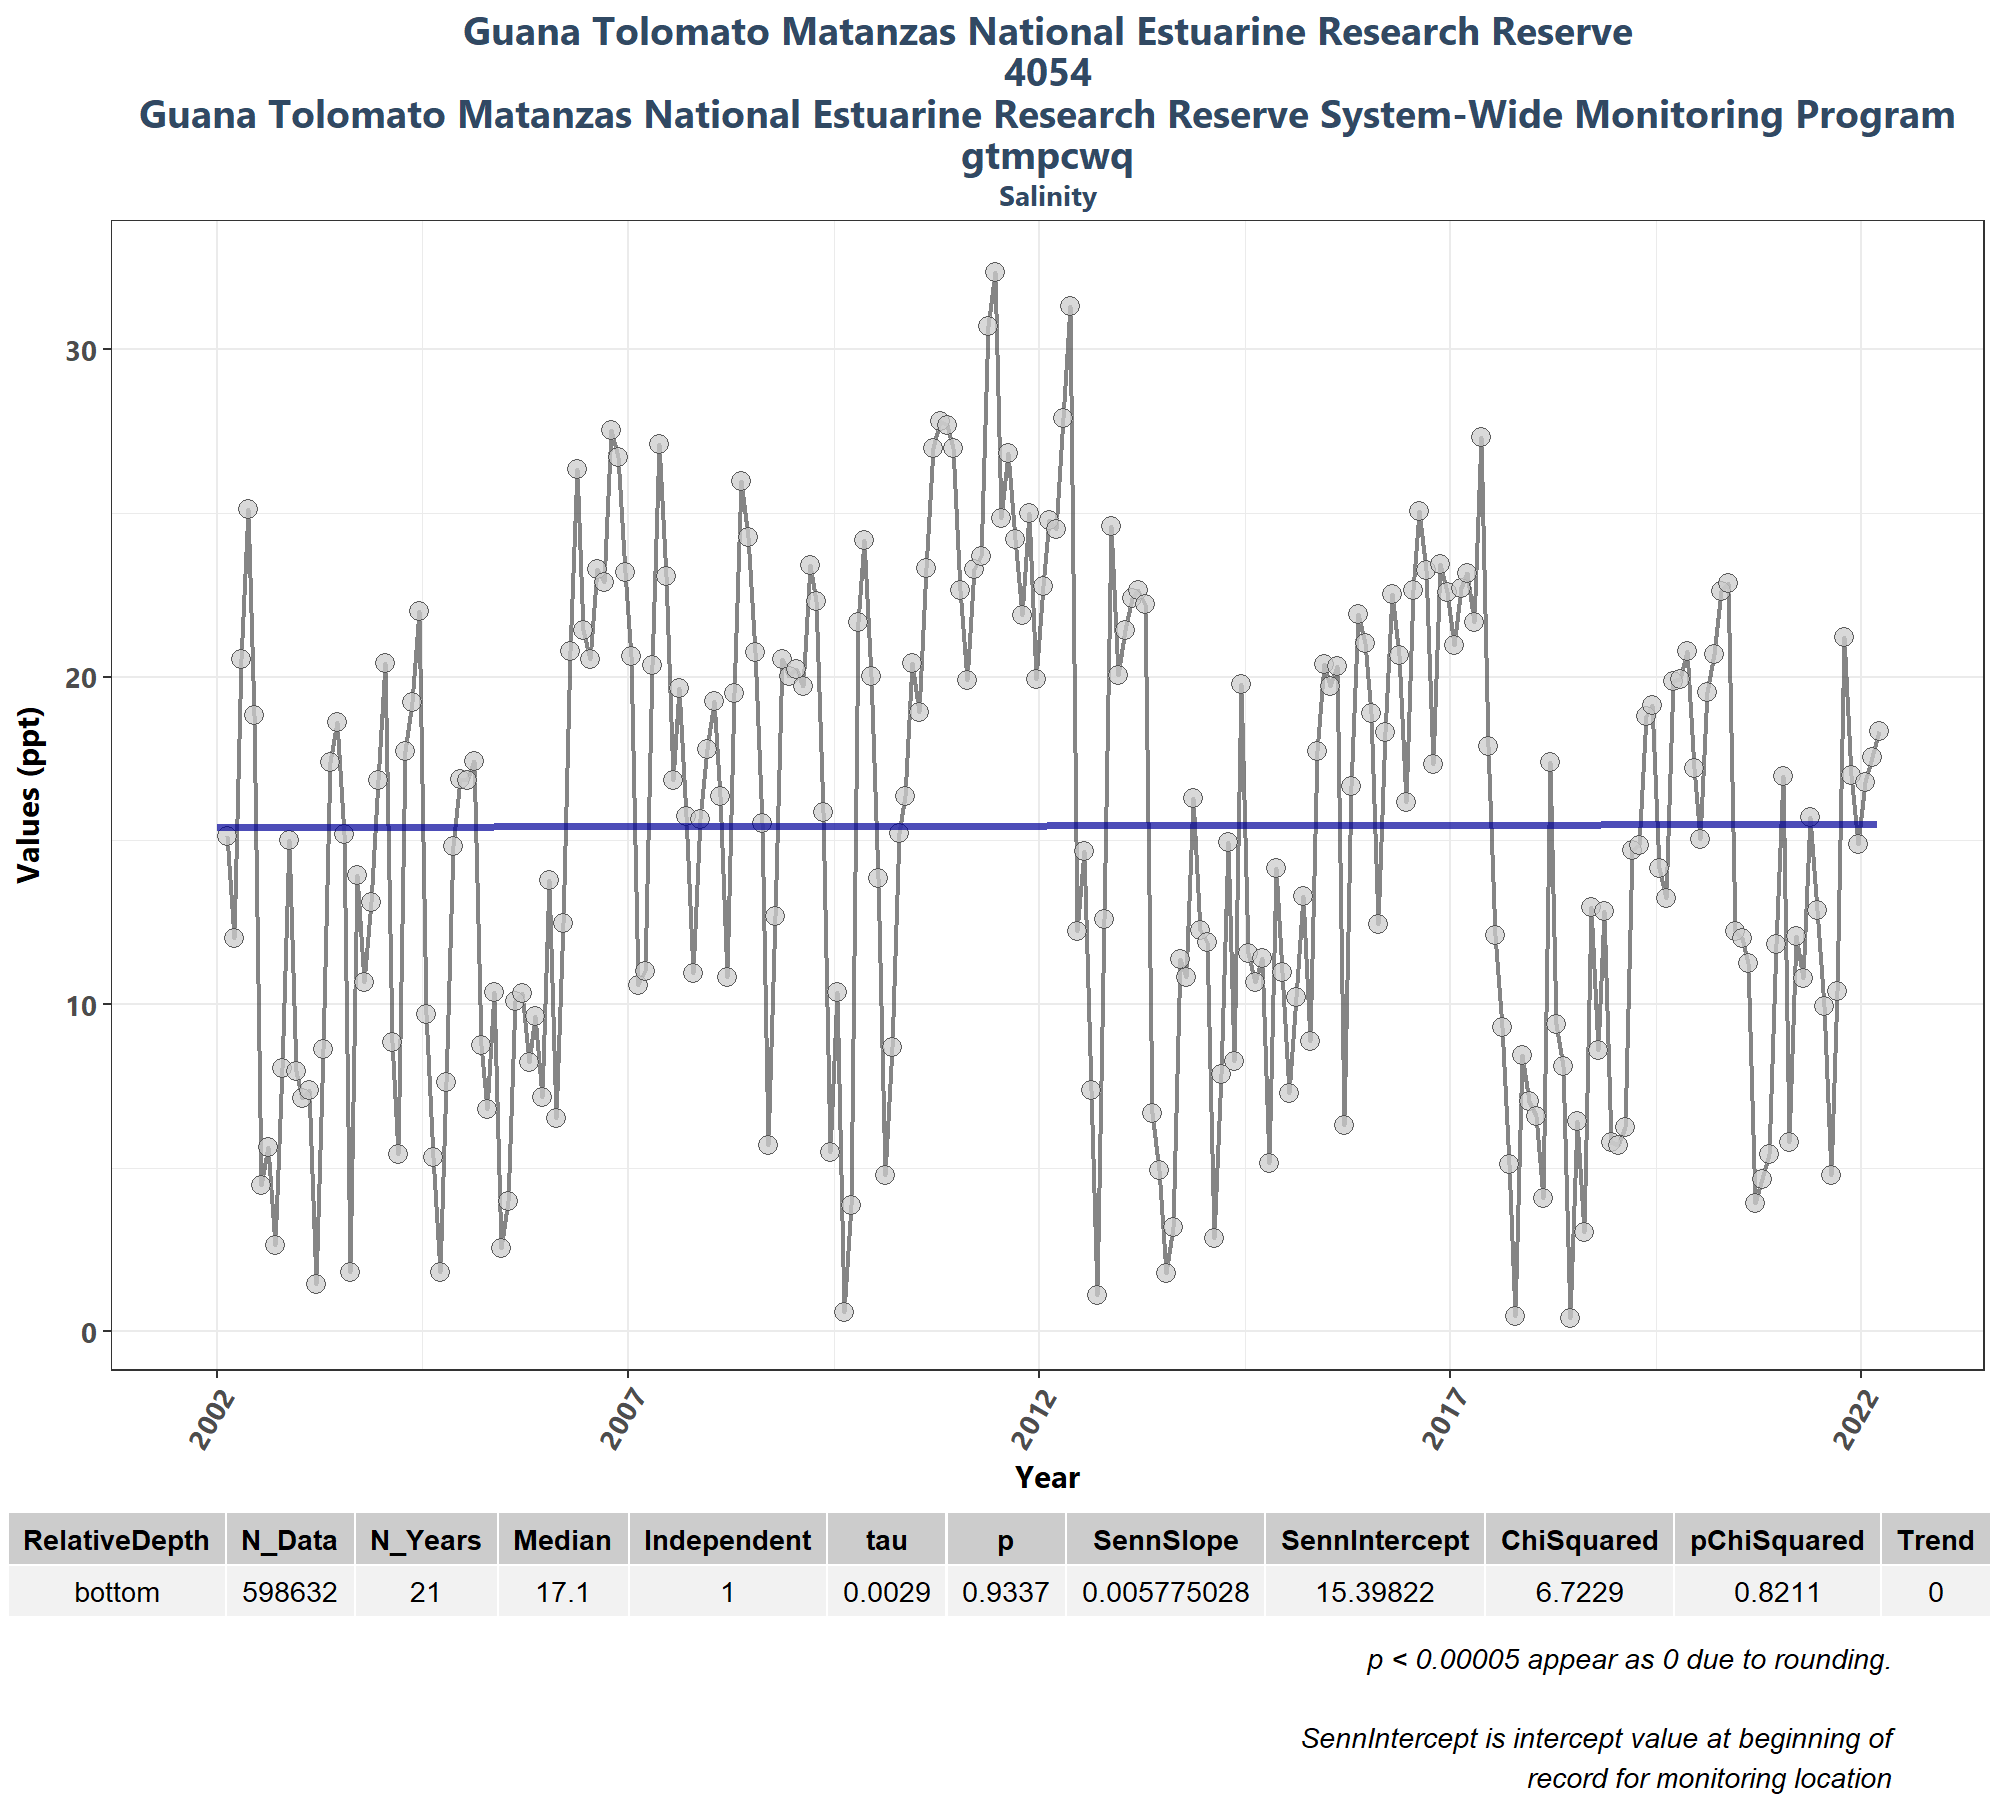 Guana Tolomato Matanzas National Estuarine Research Reserve
4054
Guana Tolomato Matanzas National Estuarine Research Reserve System-Wide Monitoring Program
gtmpcwq
Salinity
30
20
10
0
Values (ppt)
2002 2007 2012 2017 2022
Year
RelativeDepth N_Data N_Years Median Independent tau p SennSlope SennIntercept ChiSquared pChiSquared Trend
bottom 598632 21 17.1 1 0.0029 0.9337 0.005775028 15.39822 6.7229 0.8211 0
p < 0.00005 appear as 0 due to rounding.
SennIntercept is intercept value at beginning of
record for monitoring location